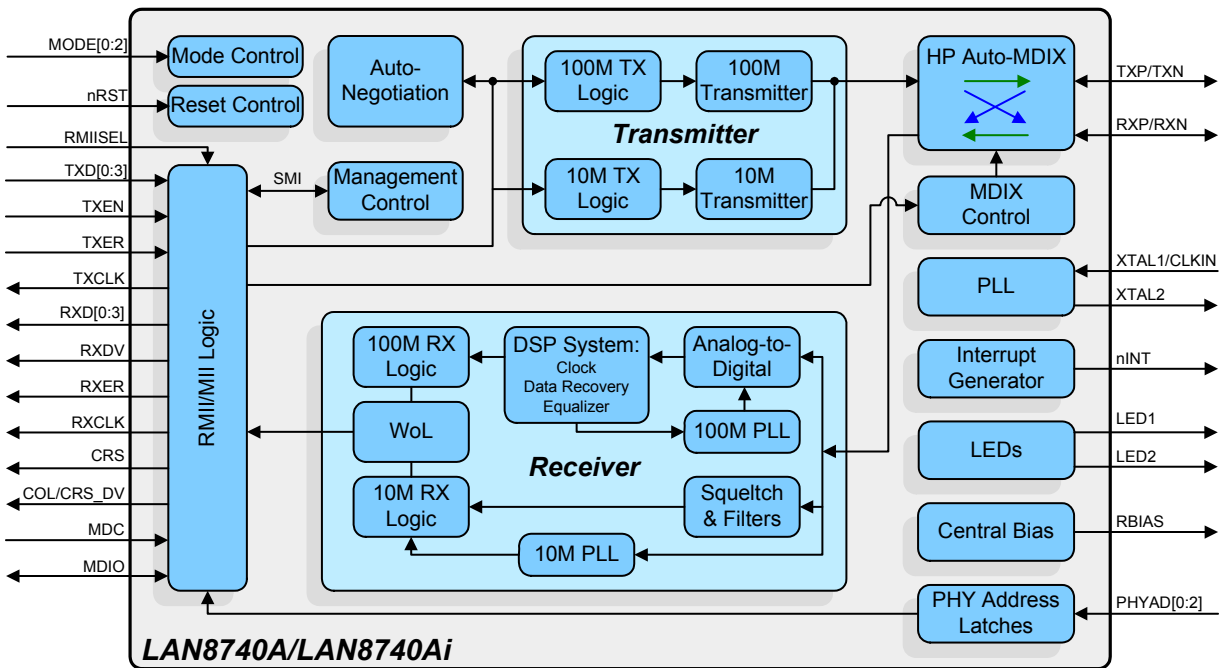 MODE[0:2]
nRST
RMIISEL
TXD[0:3]
TXEN
TXER
TXCLK
RXD[0:3]
RXDV
RXER
RXCLK
CRS
COL/CRS_DV
MDC
MDIO
Mode Control
Reset Control
RMII/MII Logic
SMI
Auto-
Negotiation
Management
Control
100M TX
Logic
100M
Transmitter
Transmitter
10M TX
Logic
10M
Transmitter
HP Auto-MDIX
MDIX
Control
PLL
Interrupt
Generator
LEDs
Central Bias
PHY Address
Latches
100M RX
Logic
DSP System:
Clock
Data Recovery
Equalizer
Analog-to-
Digital
100M PLL
WoL
Receiver
10M RX
Logic
Squeltch
& Filters
10M PLL
TXP/TXN
RXP/RXN
XTAL1/CLKIN
XTAL2
nINT
LED1
LED2
RBIAS
PHYAD[0:2]
LAN8740A/LAN8740Ai